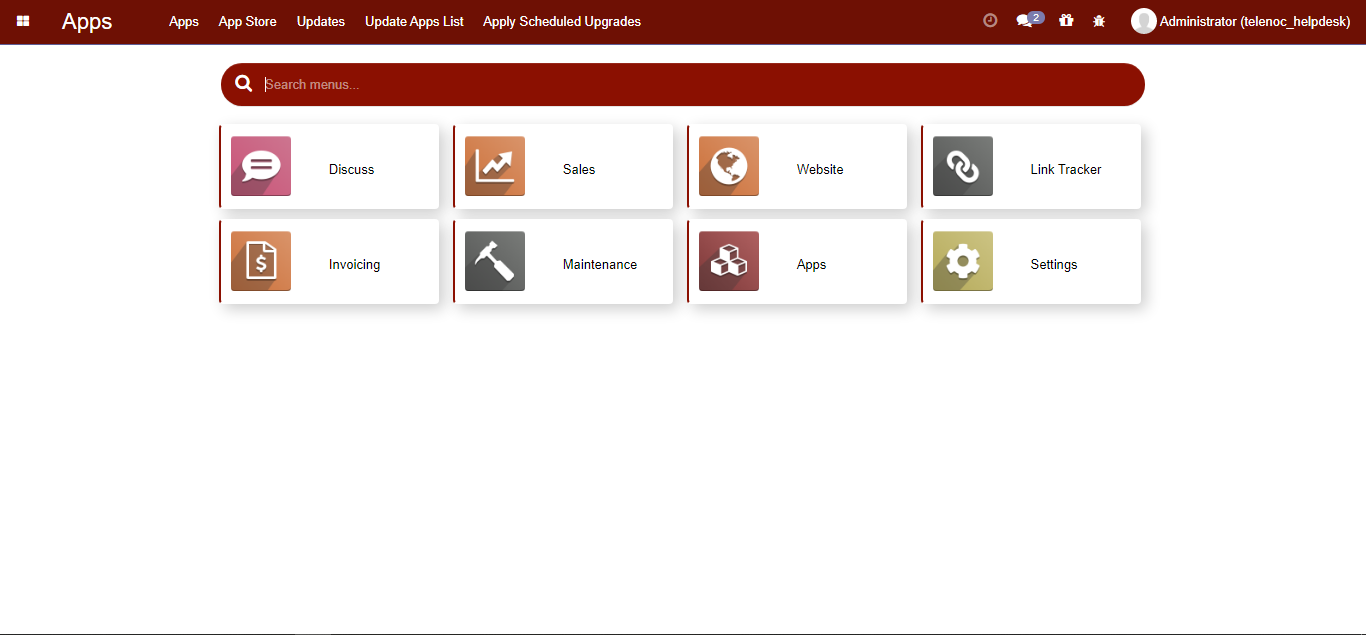 Apps Apps App Store Updates Update Apps List Apply Scheduled Upgrades 2 Administrator (telenoc_helpdesk)
Search menus...
Discuss Sales Website Link Tracker
Invoicing Maintenance Apps Settings